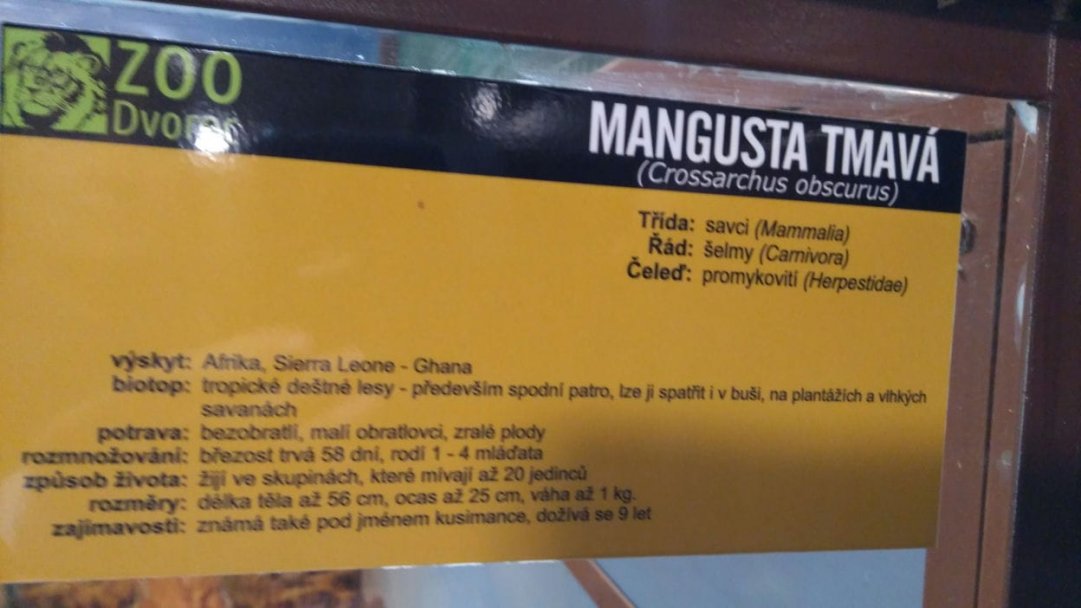 ZOO
Dvorec
MANGUSTA TMAVÁ
(Crossarchus obscurus)
Třída: savci (Mammalia)
Řád: šelmy (Carnivora)
Čeleď: promykovití (Herpestidae)
výskyt: Afrika, Sierra Leone - Ghana
biotop: tropické deštné lesy - především spodní patro, lze ji spatřit i v buši, na plantážích a vlhkých
savanách
potrava: bezobratlí, malí obratlovci, zralé plody
rozmnožování: březost trvá 58 dní, rodí 1 - 4 mláďata
způsob života: žijí ve skupinách, které mívají až 20 jedinců
rozměry: délka těla až 56 cm, ocas až 25 cm, váha až 1 kg.
zajímavosti: známá také pod jménem kusimance, dožívá se 9 let